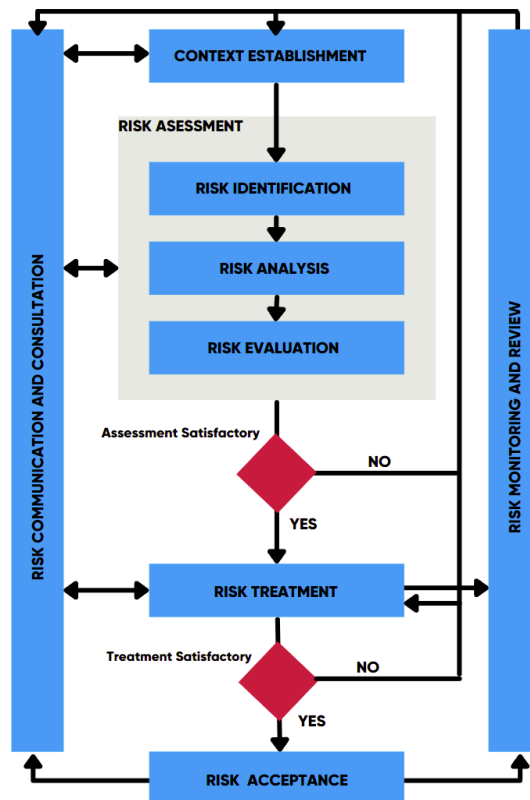 CONTEXT ESTABLISHMENT
RISK ASESSMENT
RISK IDENTIFICATION
RISK ANALYSIS
RISK EVALUATION
RISK COMMUNICATION AND CONSULTATION
RISK MONITORING AND REVIEW
Assessment Satisfactory
NO
YES
RISK TREATMENT
Treatment Satisfactory
NO
YES
RISK ACCEPTANCE